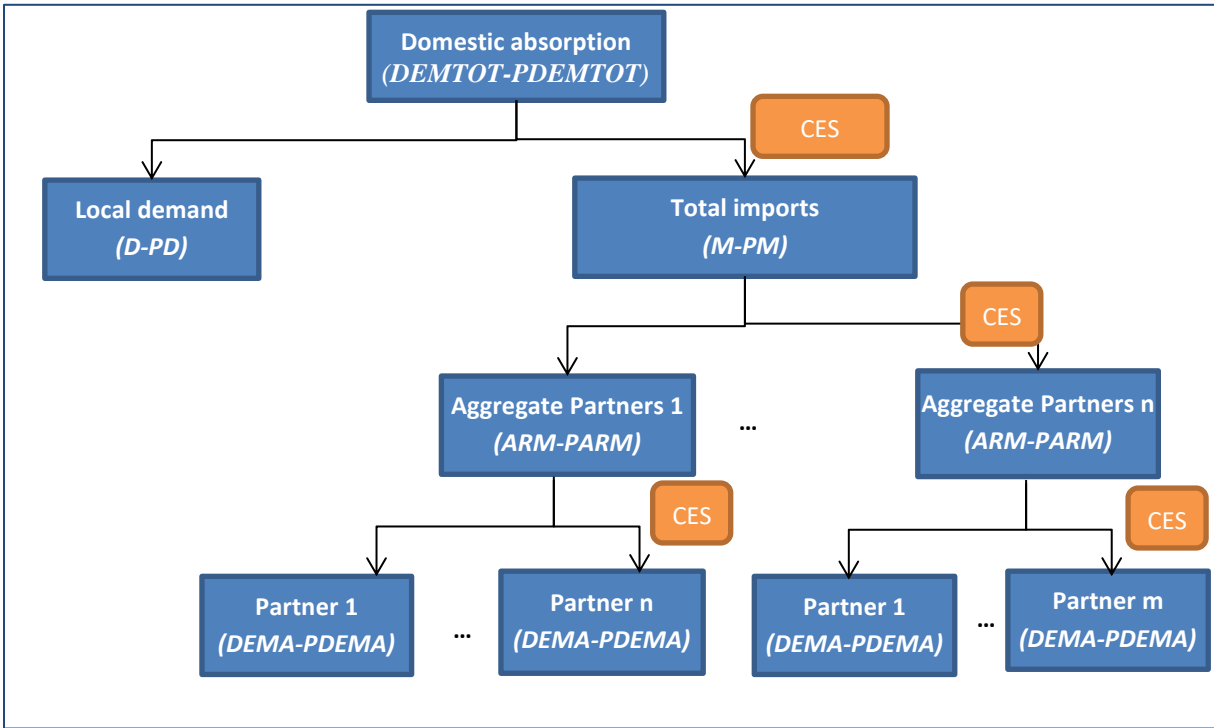 Domestic absorption
(DEMTOT-PDEMTOT)
CES
Local demand
(D-PD)
Total imports
(M-PM)
CES
Aggregate Partners 1
(ARM-PARM)
...
Aggregate Partners n
(ARM-PARM)
CES
CES
Partner 1
(DEMA-PDEMA)
...
Partner n
(DEMA-PDEMA)
Partner 1
(DEMA-PDEMA)
...
Partner m
(DEMA-PDEMA)